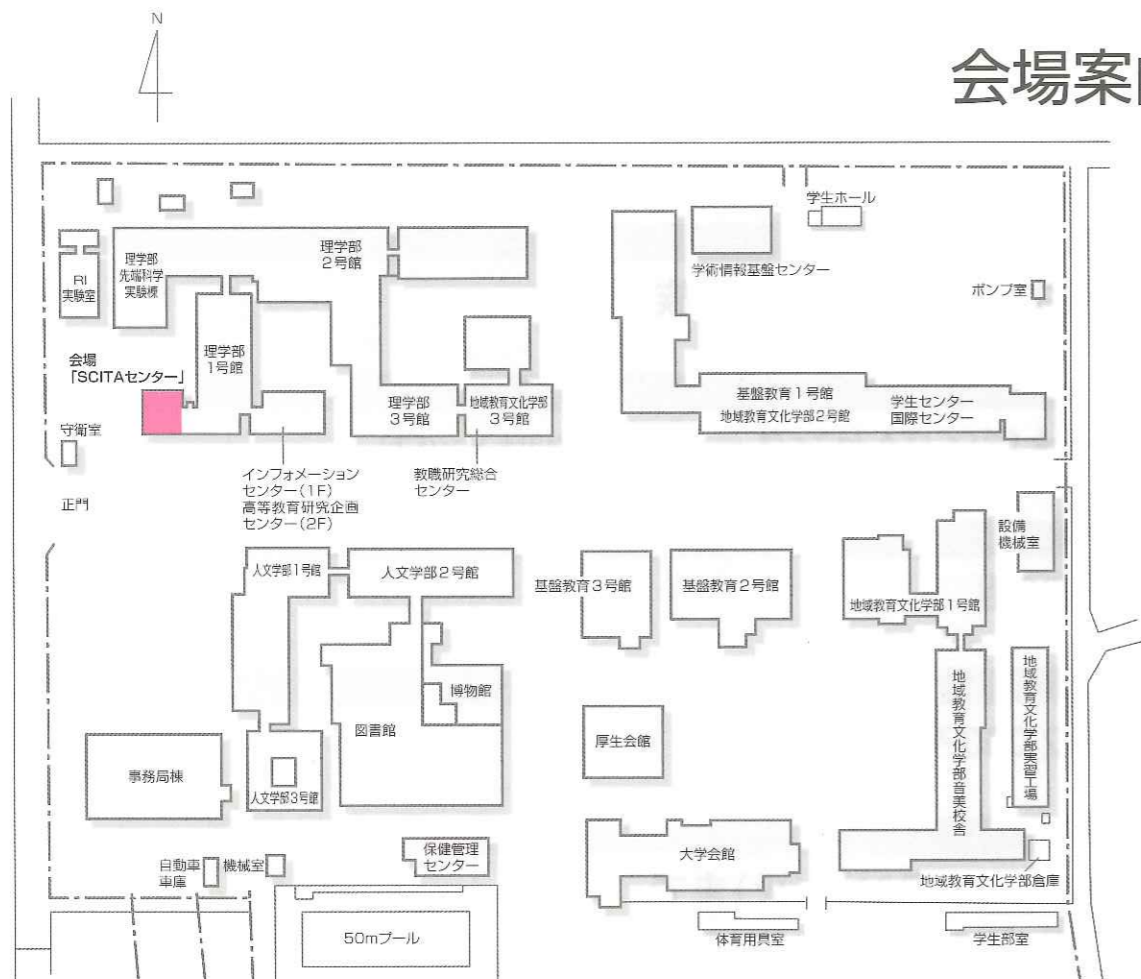 N
会場案
学生ホール
学術情報基盤センター
ポンプ室
理学部
2号館
理学部
先端科学
実験棟
RI
実験室
理学部
1号館
会場
「SCITAセンター」
守衛室
正門
理学部
3号館
地域教育文化学部
3号館
インフォメーション
センター(1F)
高等教育研究企画
センター(2F)
教職研究総合
センター
基盤教育1号館
地域教育文化学部2号館
学生センター
国際センター
設備
機械室
人文学部1号館
人文学部2号館
基盤教育3号館
基盤教育2号館
地域教育文化学部1号館
博物館
図書館
厚生会館
地域教育文化学部音美校舎
地域教育文化学部実習工場
事務局棟
人文学部3号館
自動車
車庫
機械室
保健管理
センター
大学会館
地域教育文化学部倉庫
50mプール
体育用具室
学生部室